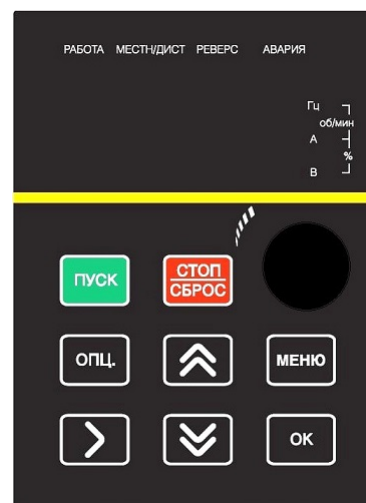 РАБОТА МЕСТН/ДИСТ РЕВЕРС АВАРИЯ
Гц
об/мин
А
%
В
ПУСК
СТОП
СБРОС
ОПЦ.
МЕНЮ
ОК